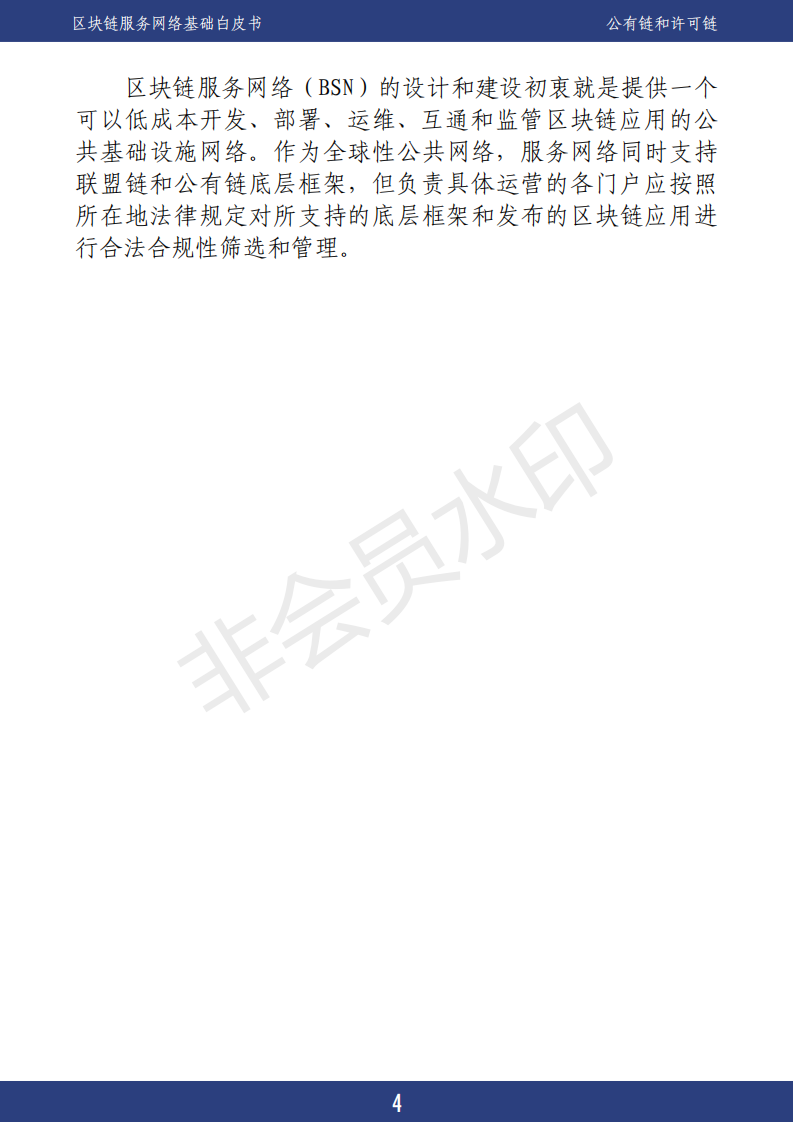 区块链服务网络基础白皮书 公有链和许可链
区块链服务网络（BSN）的设计和建设初衷就是提供一个
可以低成本开发、部署、运维、互通和监管区块链应用的公
共基础设施网络。作为全球性公共网络，服务网络同时支持
联盟链和公有链底层框架，但负责具体运营的各门户应按照
所在地法律规定对所支持的底层框架和发布的区块链应用进
行合法合规性筛选和管理。
非会员水印
4